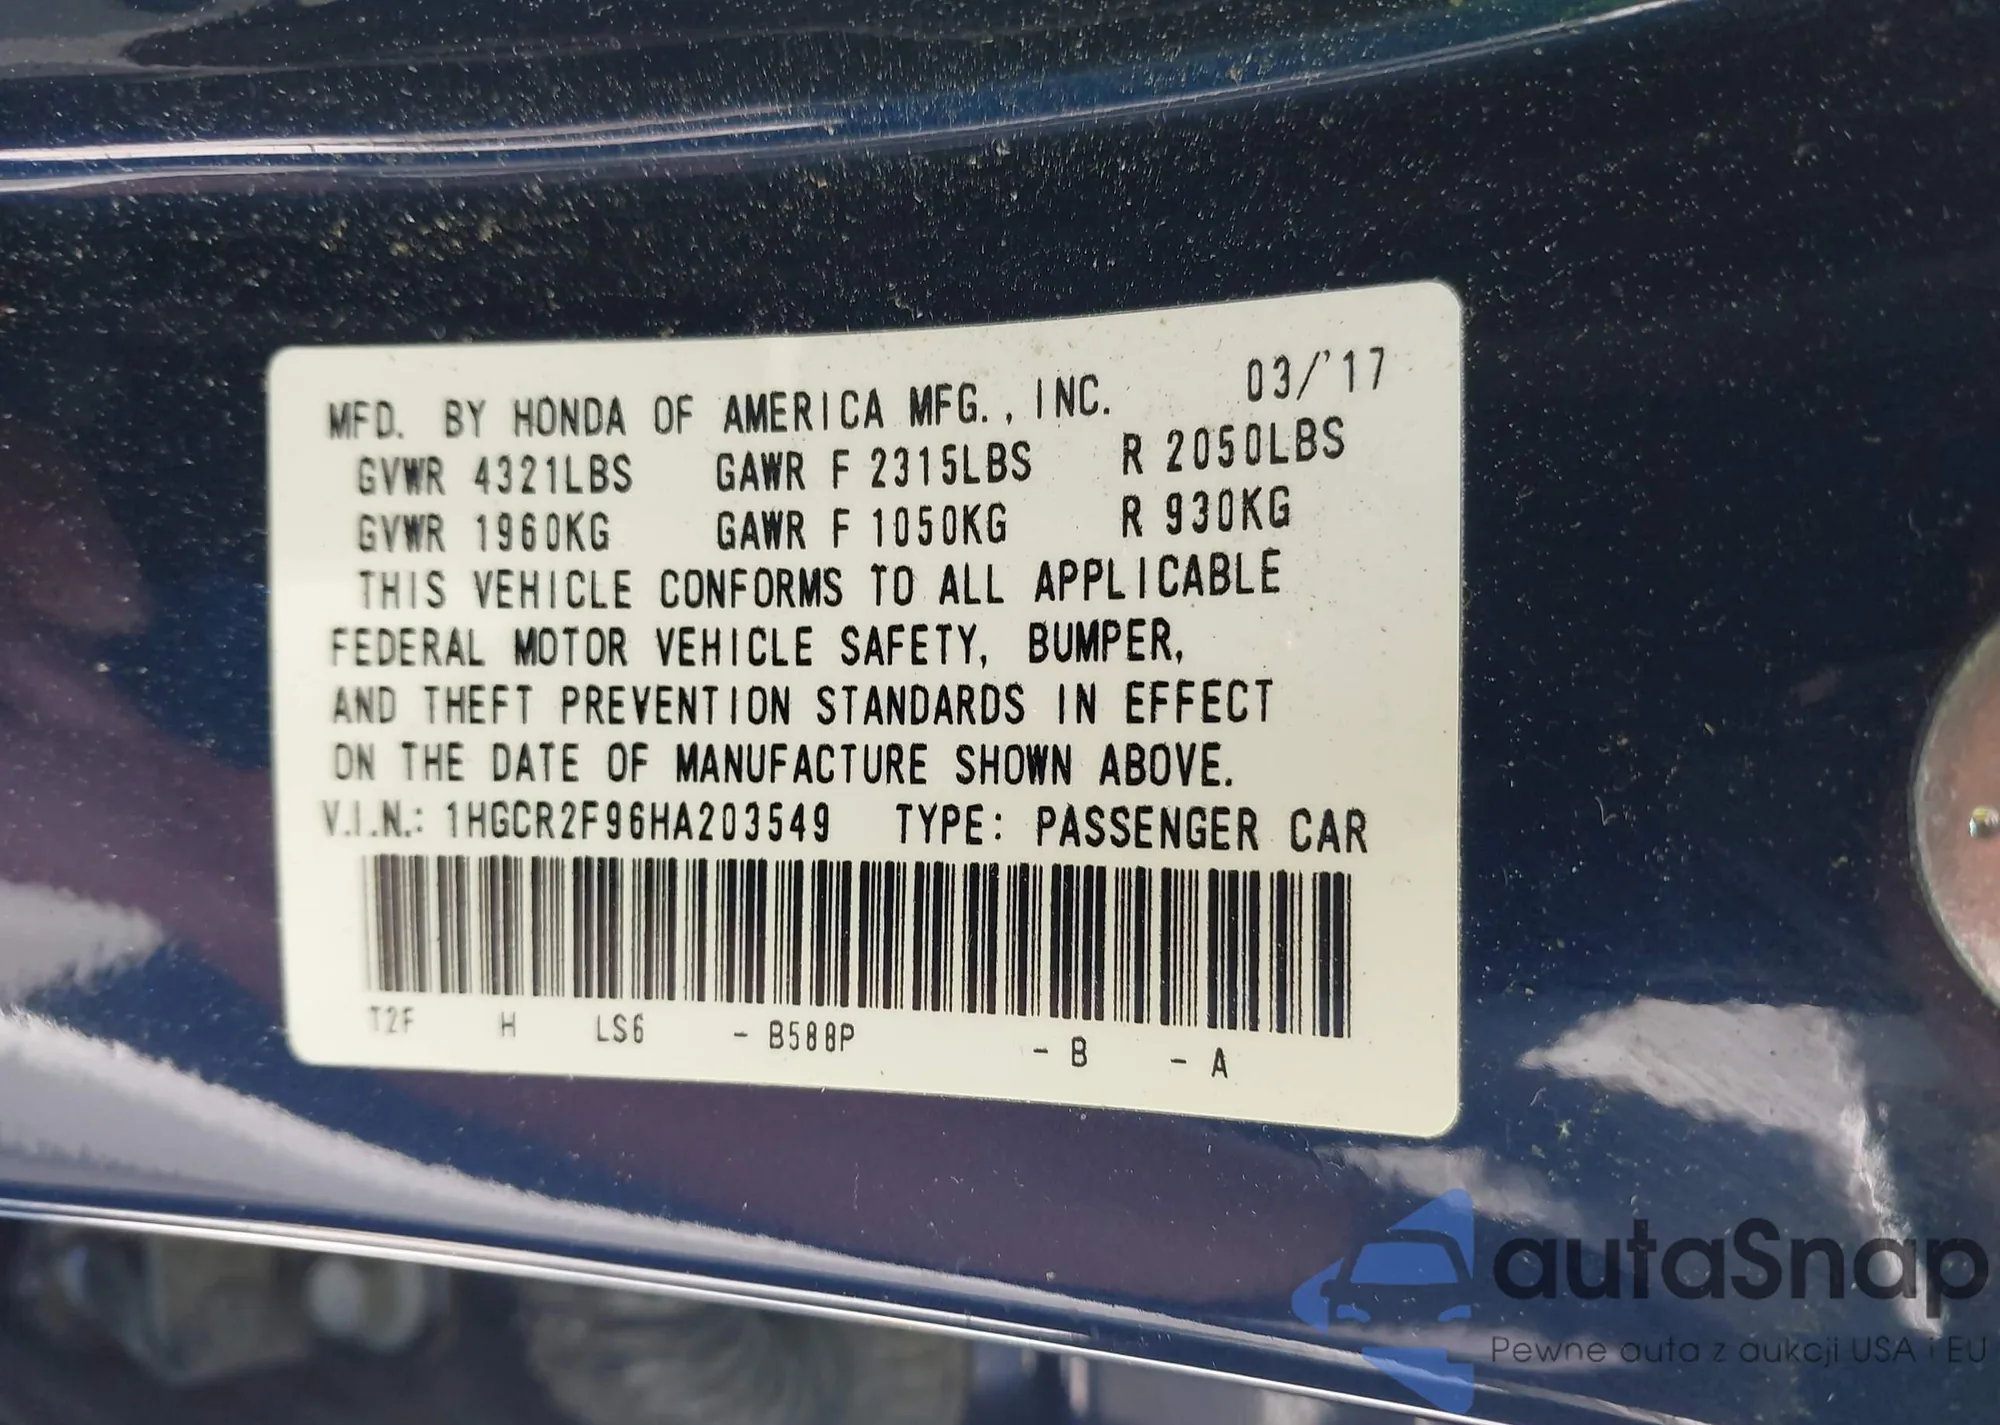 MFD. BY HONDA OF AMERICA MFG., INC. 03/'17
GVWR 4321LBS GAWR F 2315LBS R 2050LBS
GVWR 1960KG GAWR F 1050KG R 930KG
THIS VEHICLE CONFORMS TO ALL APPLICABLE
FEDERAL MOTOR VEHICLE SAFETY, BUMPER,
AND THEFT PREVENTION STANDARDS IN EFFECT
ON THE DATE OF MANUFACTURE SHOWN ABOVE.
V.I.N.: 1HGCR2F96HA203549 TYPE: PASSENGER CAR
T2F H LS6 - B588P - B - A
autaSnap
Pewne auta z aukcji USA i EU